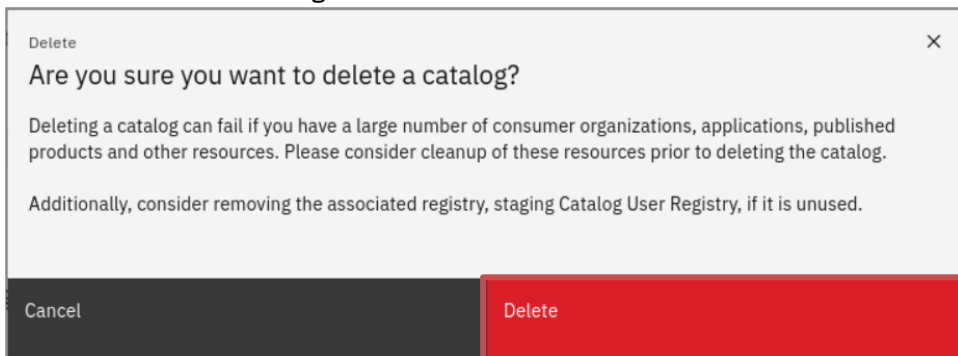 Delete
Are you sure you want to delete a catalog?
Deleting a catalog can fail if you have a large number of consumer organizations, applications, published
products and other resources. Please consider cleanup of these resources prior to deleting the catalog.
Additionally, consider removing the associated registry, staging Catalog User Registry, if it is unused.
Cancel
Delete